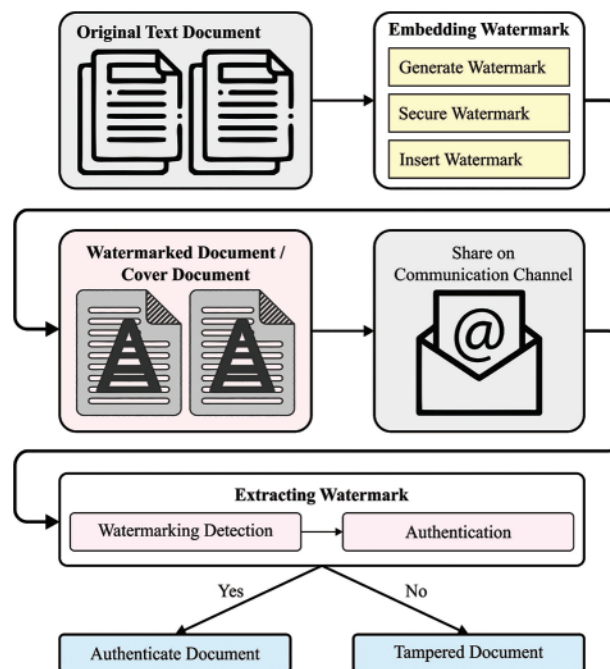 Original Text Document
Embedding Watermark
Generate Watermark
Secure Watermark
Insert Watermark
Watermarked Document /
Cover Document
A
A
Share on
Communication Channel
@
Extracting Watermark
Watermarking Detection
Authentication
Yes
No
Authenticate Document
Tampered Document